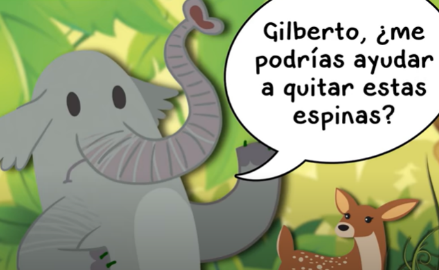 Gilberto, ¿me
podrías ayudar
a quitar estas
espinas?